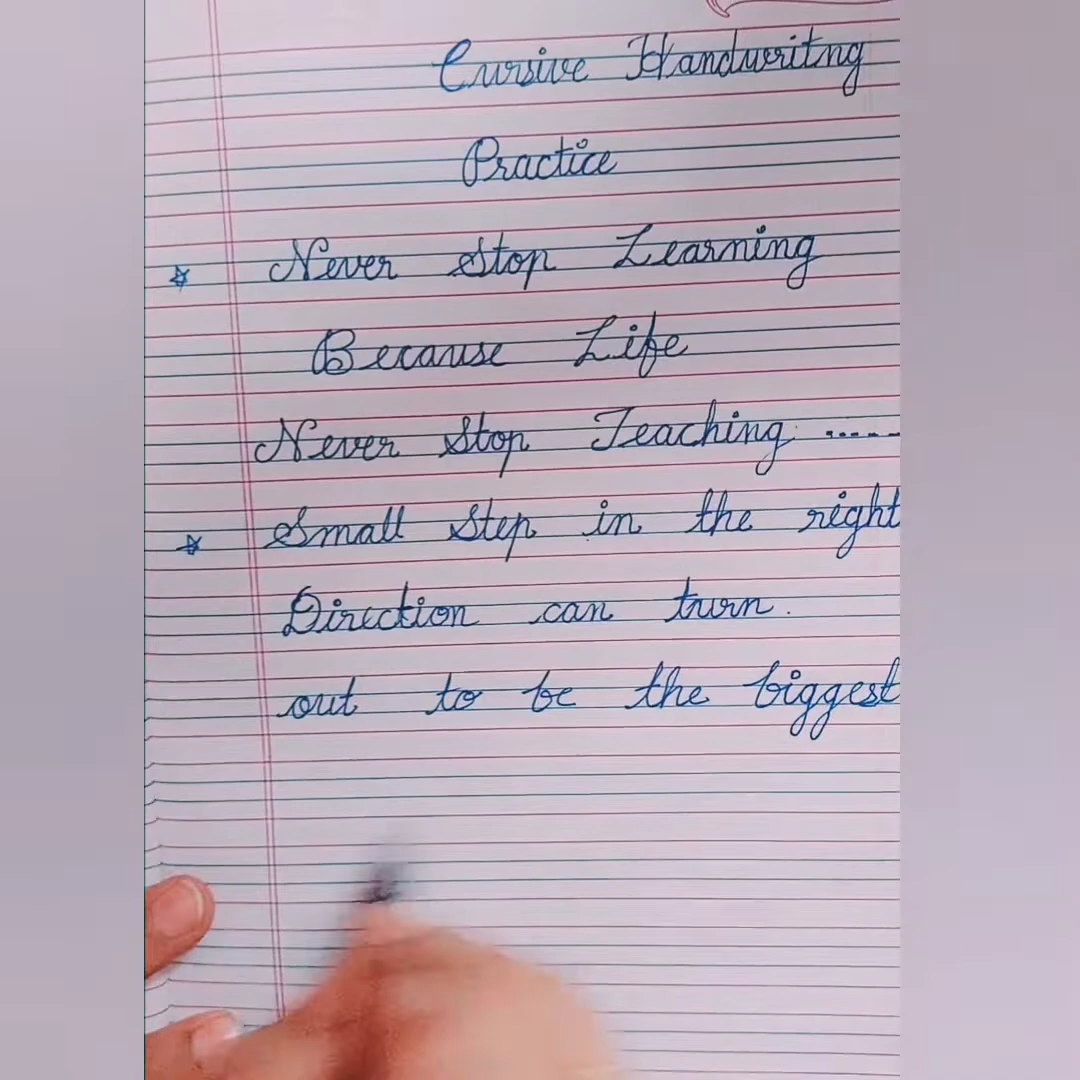 Cursive Handwritng
Practice
☆ Never Stop Learning
Because Life
Never Stop Teaching ......
☆ Small Step in the right
Direction can turn.
out to be the biggest